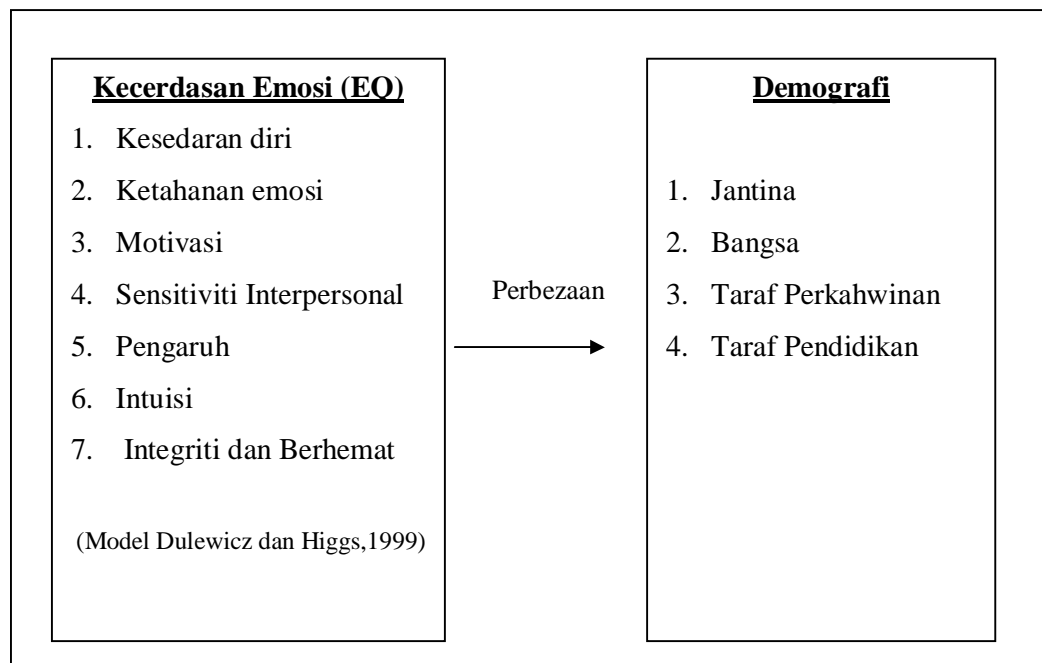 Kecerdasan Emosi (EQ)
1. Kesedaran diri
2. Ketahanan emosi
3. Motivasi
4. Sensitiviti Interpersonal
5. Pengaruh
6. Intuisi
7. Integriti dan Berhemat
(Model Dulewicz dan Higgs,1999)
Perbezaan
Demografi
1. Jantina
2. Bangsa
3. Taraf Perkahwinan
4. Taraf Pendidikan